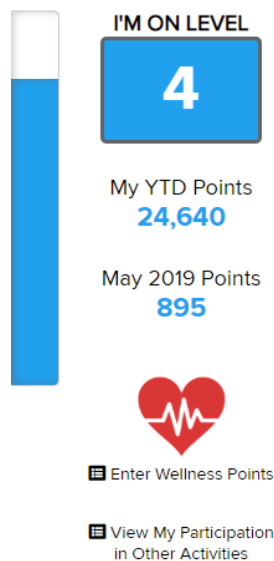 I'M ON LEVEL
4
My YTD Points
24,640
May 2019 Points
895
Enter Wellness Points
View My Participation
in Other Activities